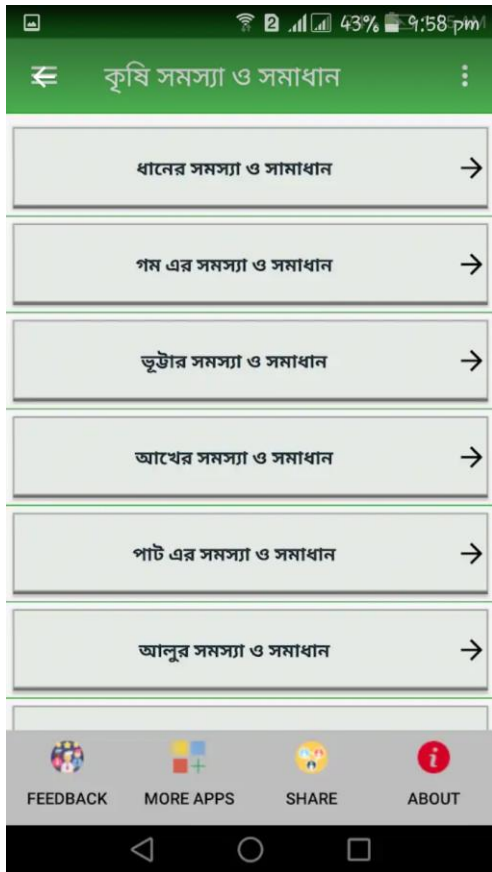 43% 9:58 pm
কৃষি সমস্যা ও সমাধান
ধানের সমস্যা ও সামাধান
গম এর সমস্যা ও সমাধান
ভূট্টার সমস্যা ও সমাধান
আখের সমস্যা ও সমাধান
পাট এর সমস্যা ও সমাধান
আলুর সমস্যা ও সমাধান
FEEDBACK MORE APPS SHARE ABOUT